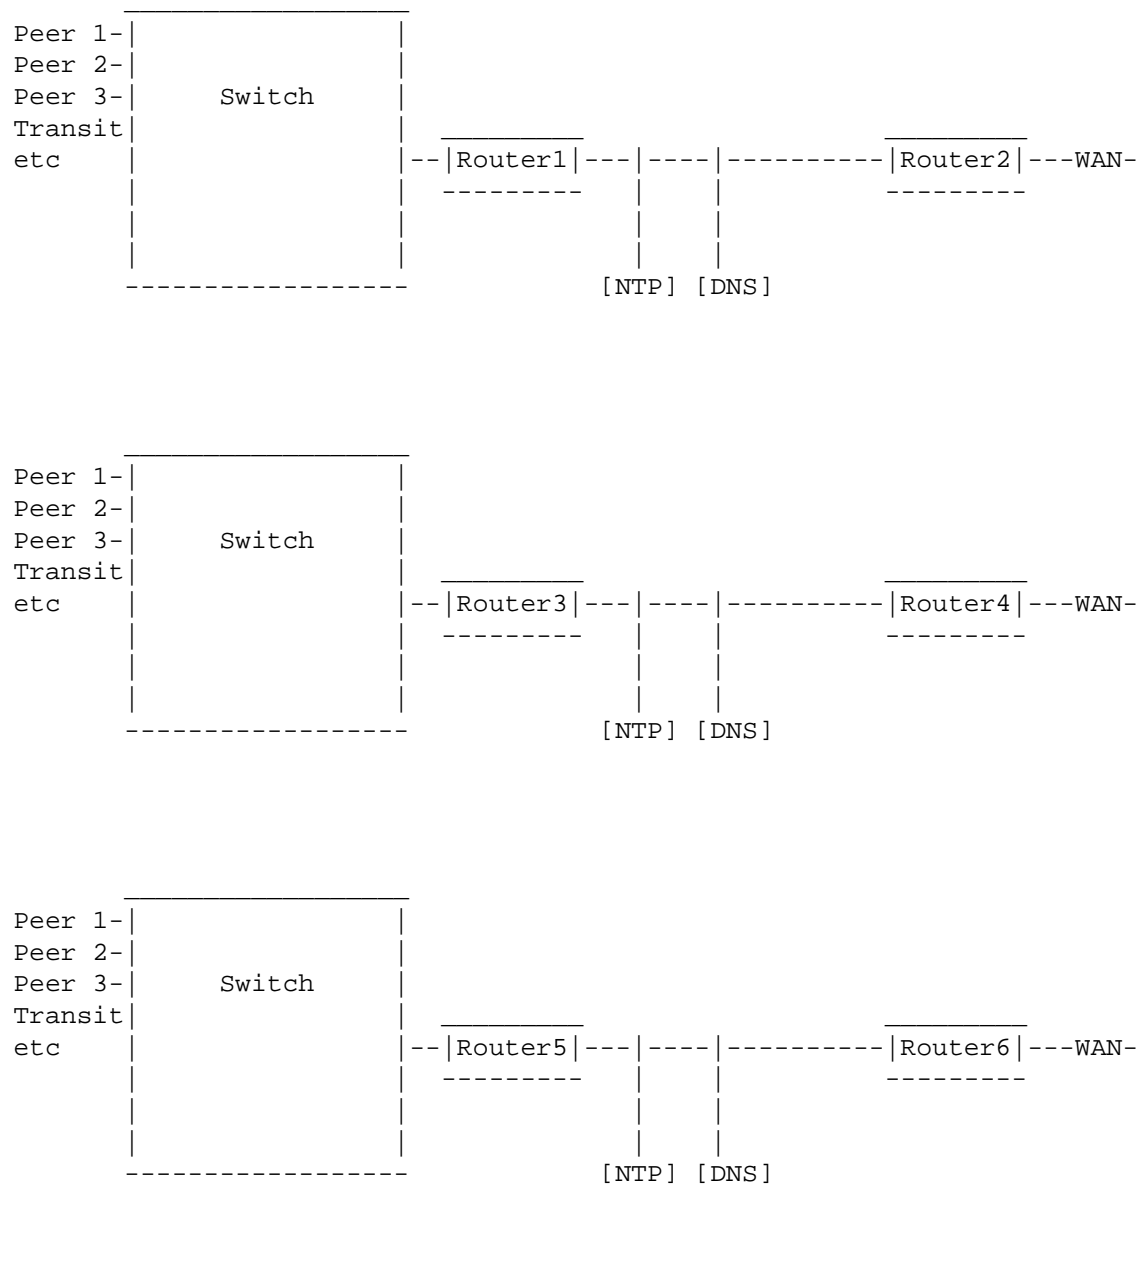 Peer 1-
Peer 2-
Peer 3- Switch
Transit
etc --|Router1|---|----|----------|Router2|---WAN-
[NTP] [DNS]
Peer 1-
Peer 2-
Peer 3- Switch
Transit
etc --|Router3|---|----|----------|Router4|---WAN-
[NTP] [DNS]
Peer 1-
Peer 2-
Peer 3- Switch
Transit
etc --|Router5|---|----|----------|Router6|---WAN-
[NTP] [DNS]